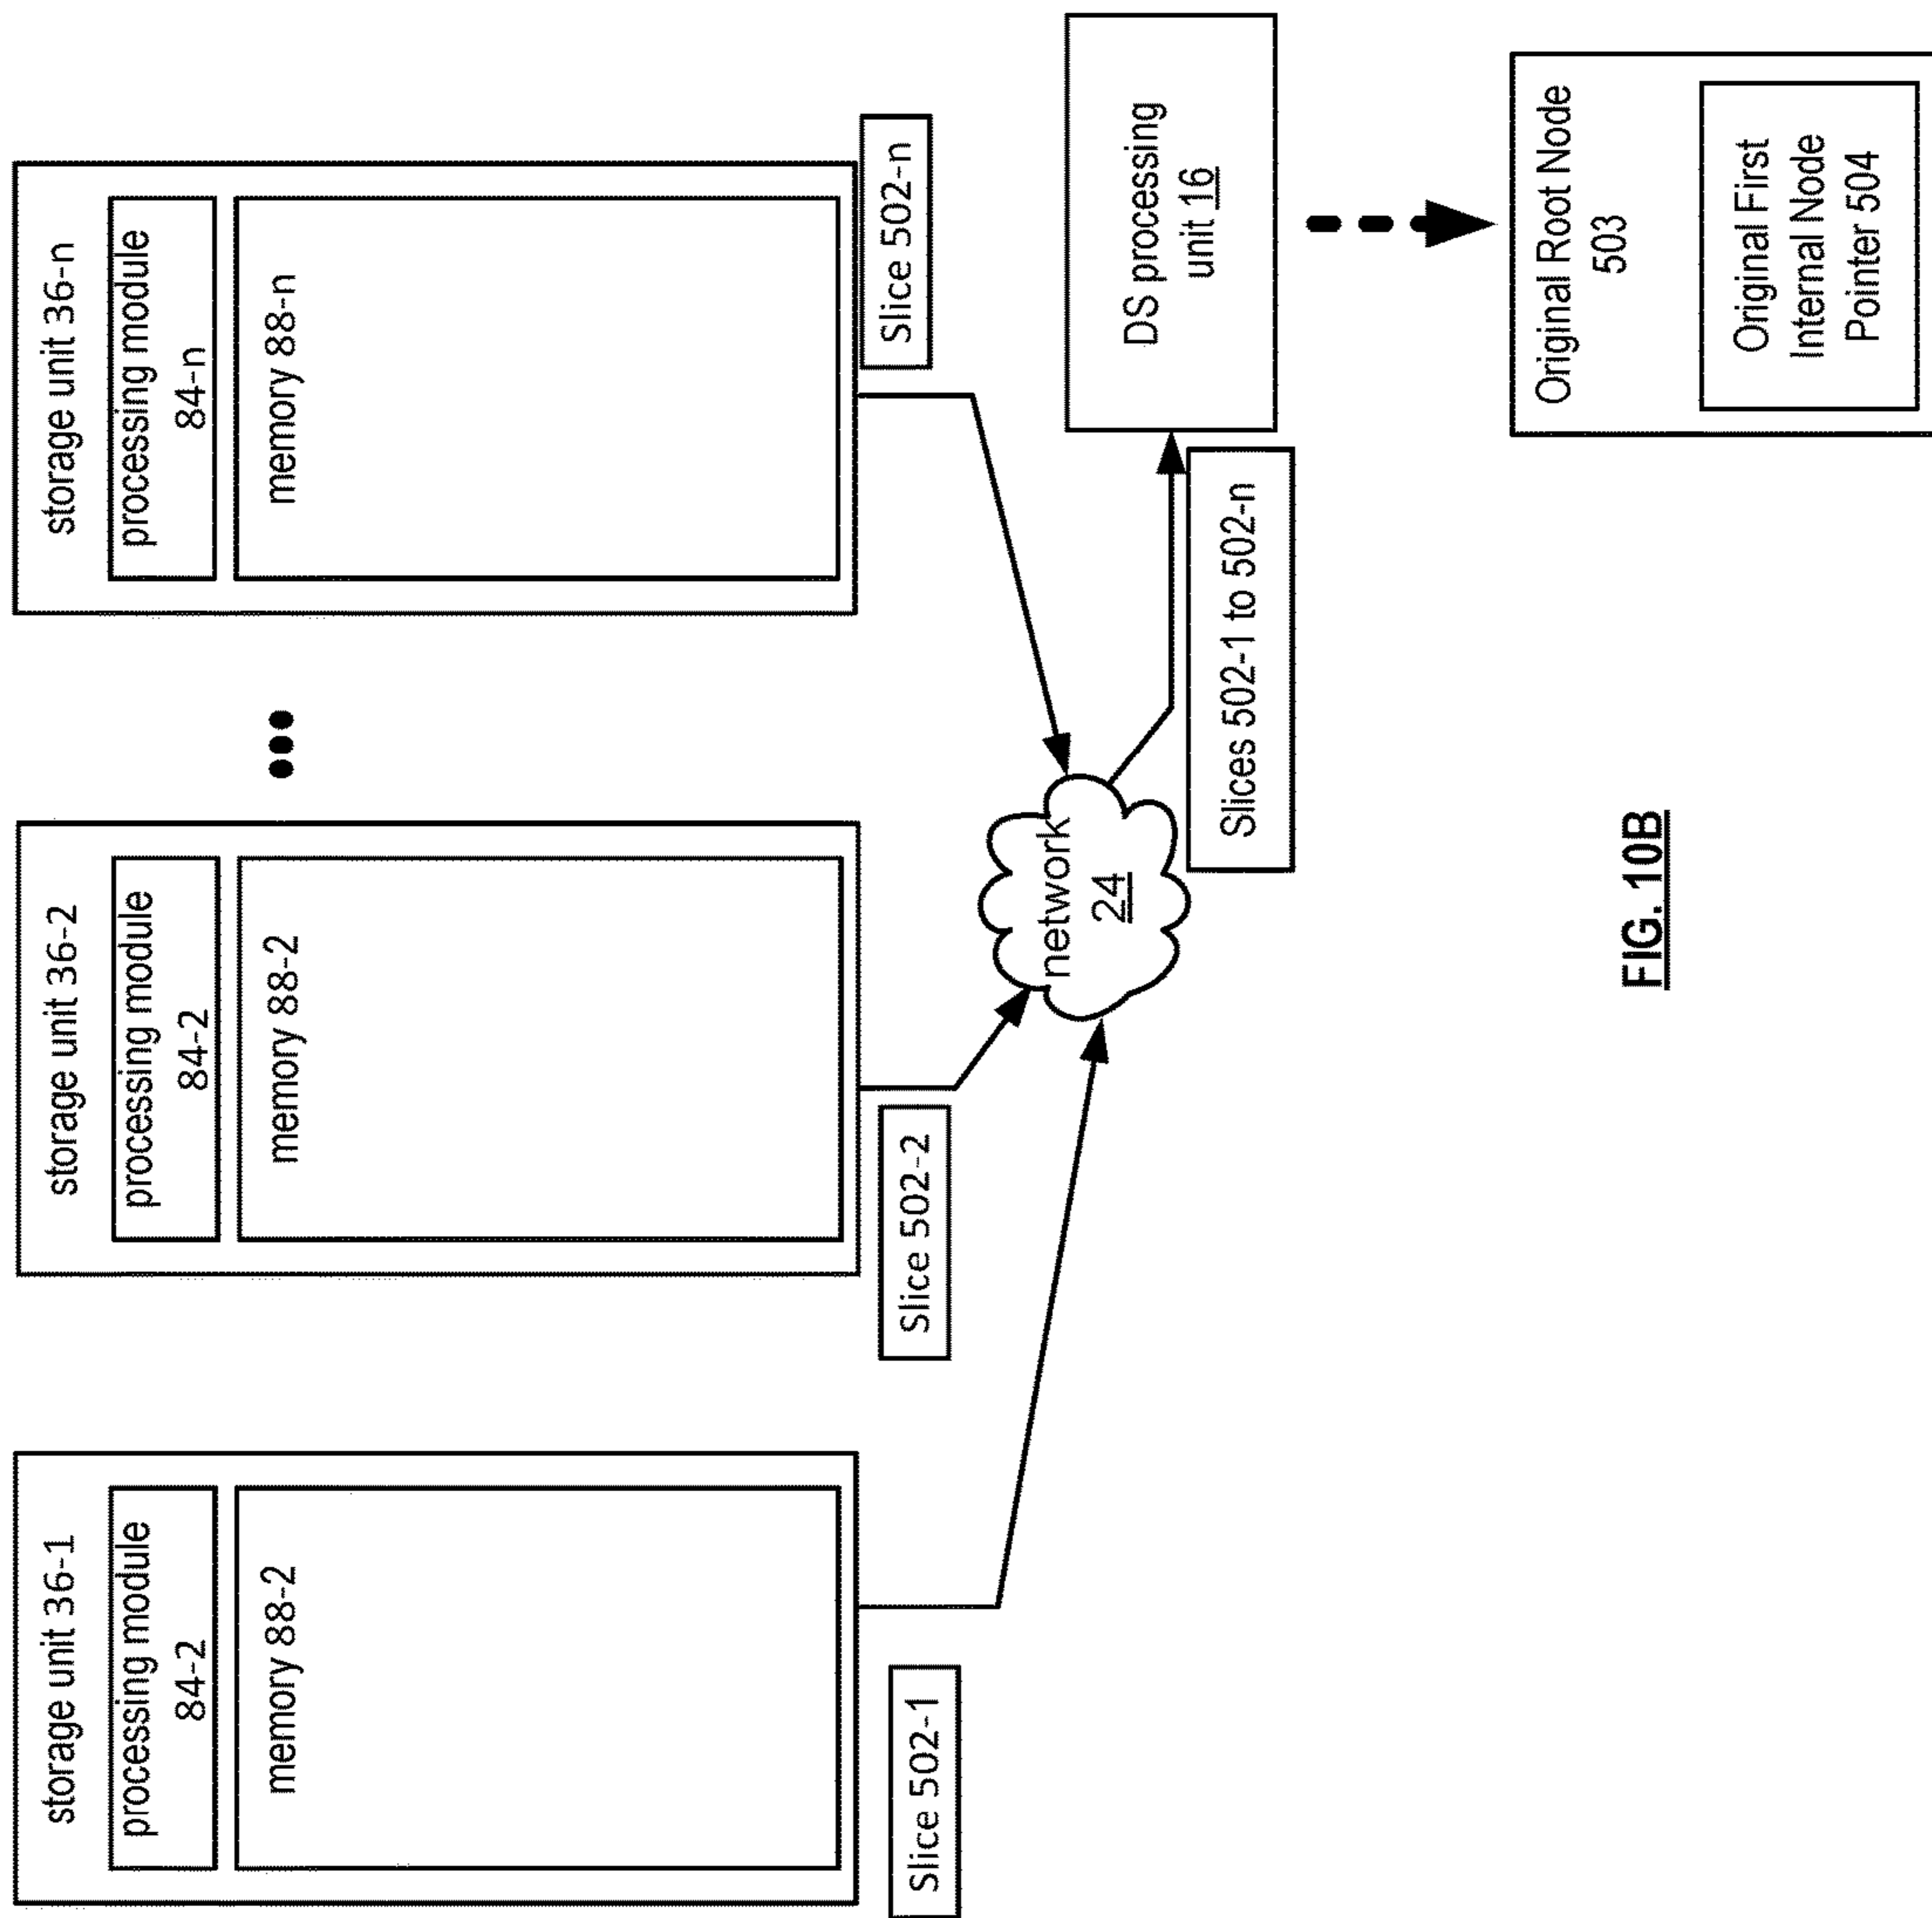 storage unit 36-1
processing module
84-2
memory 88-2
Slice 502-1
storage unit 36-2
processing module
84-2
memory 88-2
Slice 502-2
storage unit 36-n
processing module
84-n
memory 88-n
Slice 502-n
network
24
Slices 502-1 to 502-n
DS processing
unit 16
Original Root Node
503
Original First
Internal Node
Pointer 504
FIG. 10B